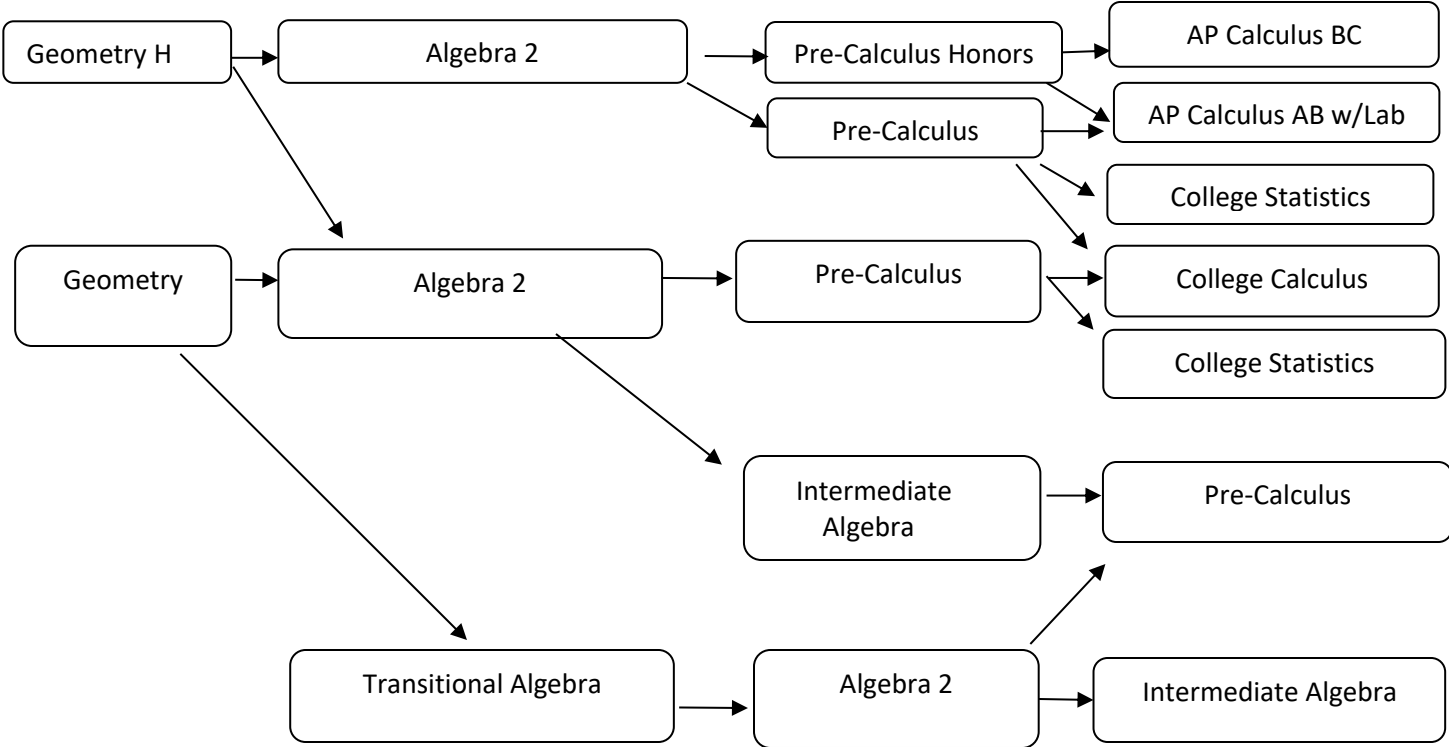 Geometry H
Algebra 2
Pre-Calculus Honors
AP Calculus BC
Pre-Calculus
AP Calculus AB w/Lab
College Statistics
Geometry
Algebra 2
Pre-Calculus
College Calculus
College Statistics
Intermediate
Algebra
Pre-Calculus
Transitional Algebra
Algebra 2
Intermediate Algebra